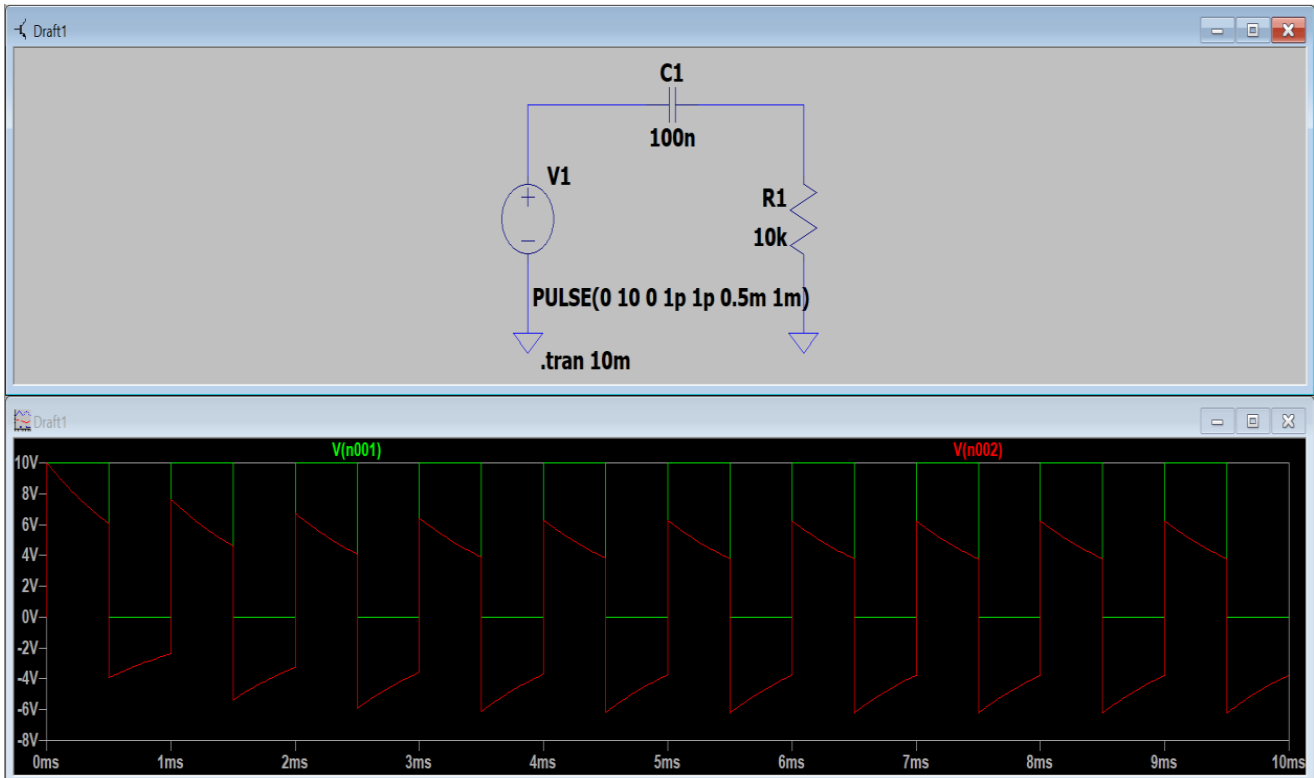 Draft1
C1
100n
V1
R1
10k
PULSE(0 10 0 1p 1p 0.5m 1m)
.tran 10m
Draft1
V(n001) V(n002)
10V
8V
6V
4V
2V
0V
-2V
-4V
-6V
-8V
0ms 1ms 2ms 3ms 4ms 5ms 6ms 7ms 8ms 9ms 10ms